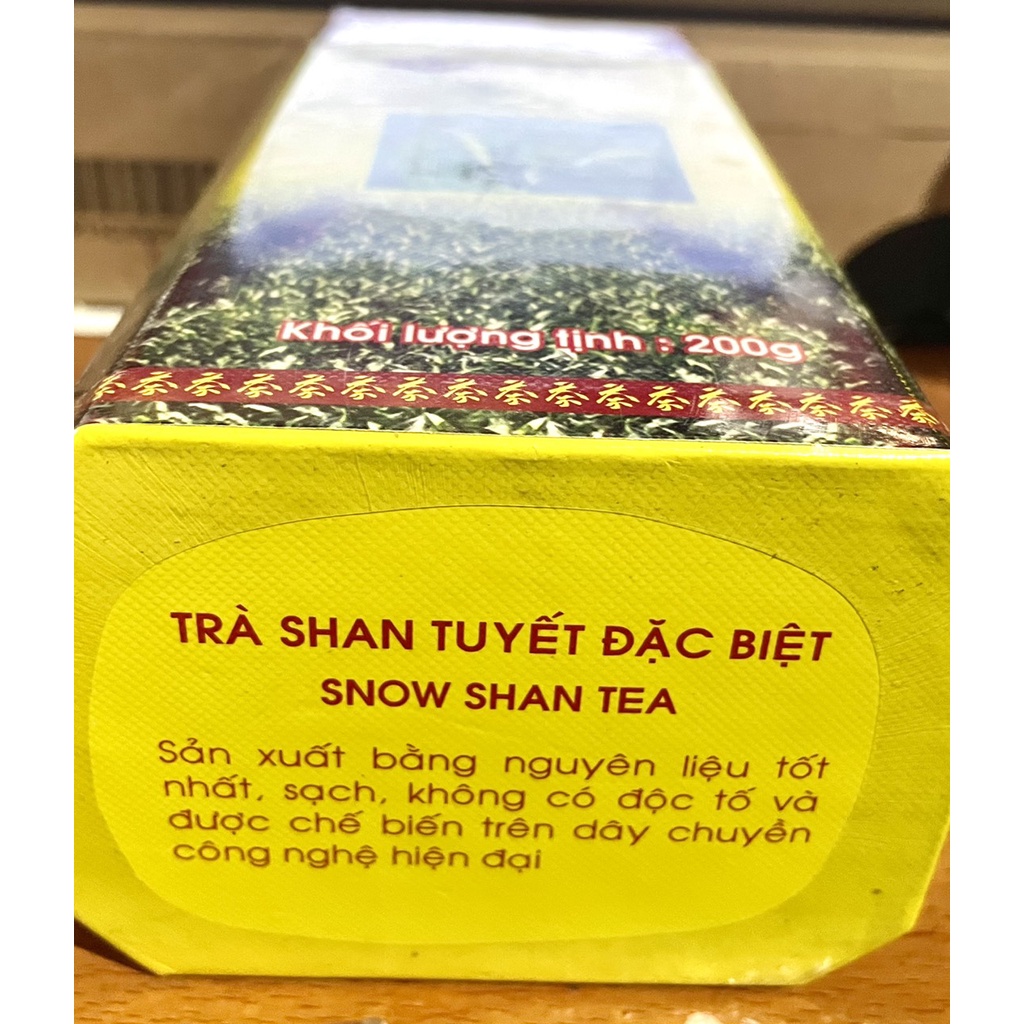 Khối lượng tịnh : 200g
茶茶茶茶茶茶茶茶茶茶茶茶茶茶茶茶茶
TRÀ SHAN TUYẾT ĐẶC BIỆT
SNOW SHAN TEA
Sản xuất bằng nguyên liệu tốt
nhất, sạch, không có độc tố và
được chế biến trên dây chuyền
công nghệ hiện đại